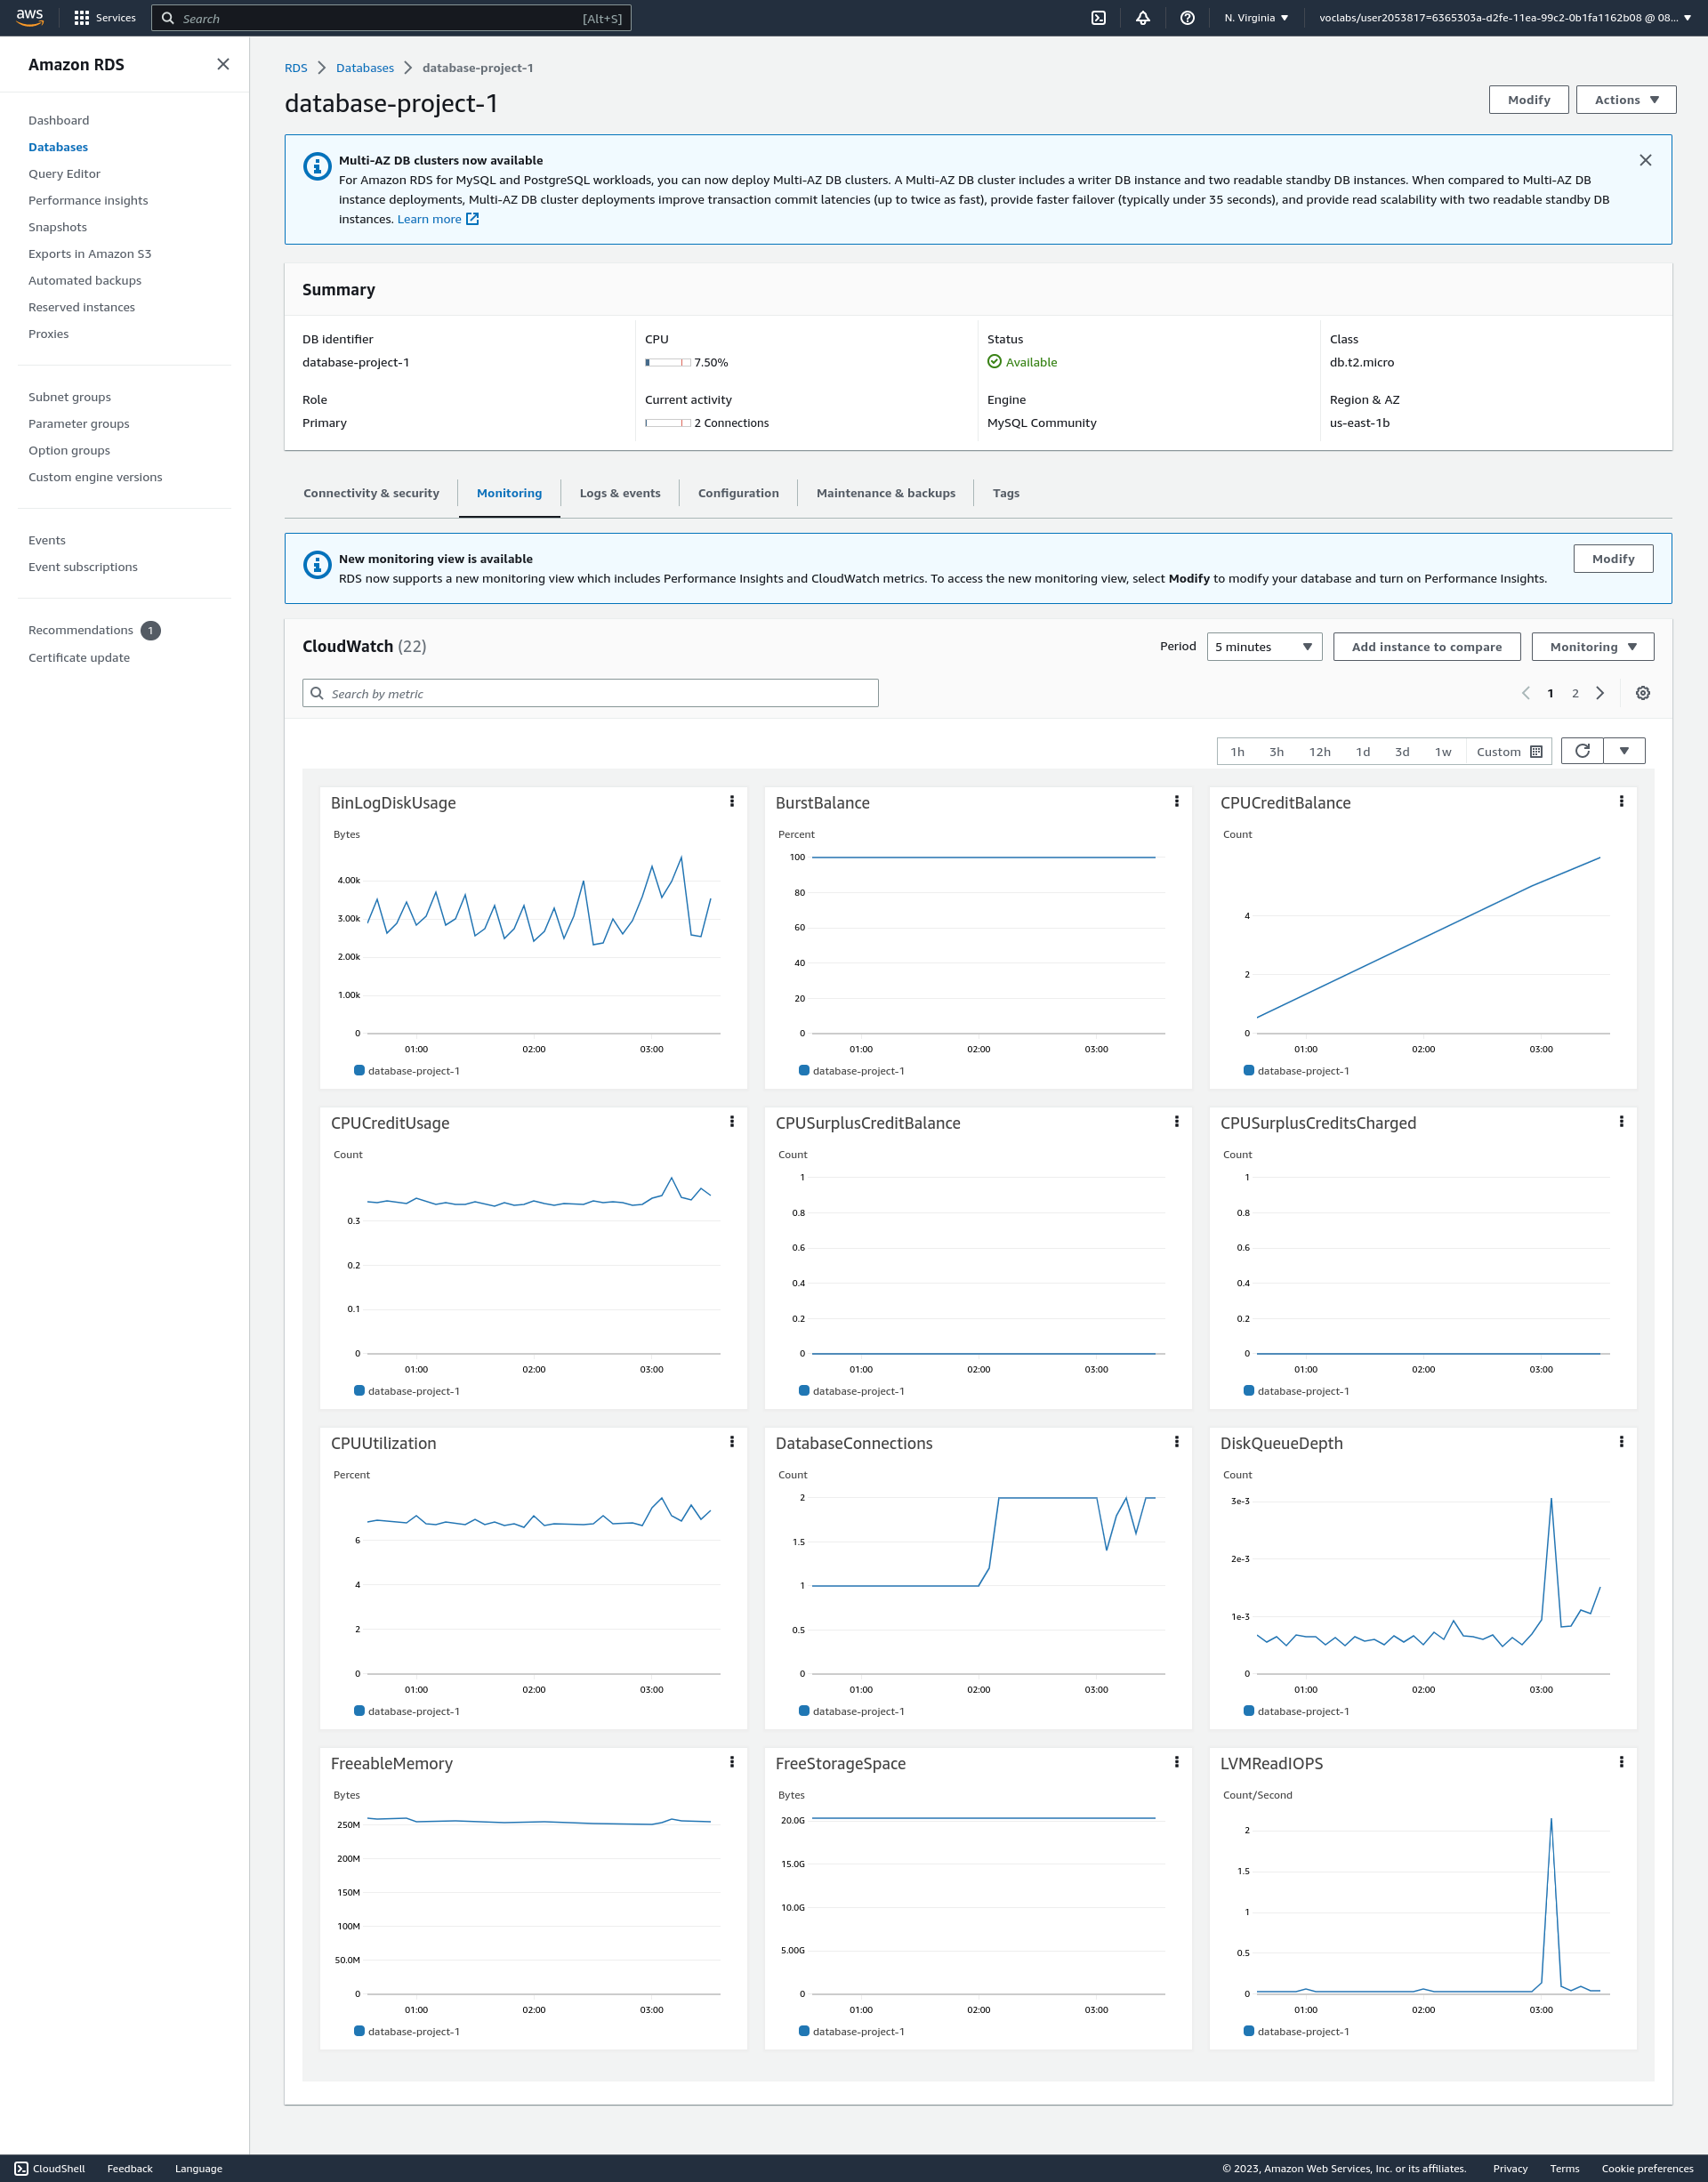 aws
Services
Search
[Alt+S]
N. Virginia
voclabs/user2053817=6365303a-d2fe-11ea-99c2-0b1fa1162b08 @ 08...
Amazon RDS
Dashboard
Databases
Query Editor
Performance insights
Snapshots
Exports in Amazon S3
Automated backups
Reserved instances
Proxies
Subnet groups
Parameter groups
Option groups
Custom engine versions
Events
Event subscriptions
Recommendations 1
Certificate update
RDS > Databases > database-project-1
database-project-1
Modify
Actions
Multi-AZ DB clusters now available
For Amazon RDS for MySQL and PostgreSQL workloads, you can now deploy Multi-AZ DB clusters. A Multi-AZ DB cluster includes a writer DB instance and two readable standby DB instances. When compared to Multi-AZ DB
instance deployments, Multi-AZ DB cluster deployments improve transaction commit latencies (up to twice as fast), provide faster failover (typically under 35 seconds), and provide read scalability with two readable standby DB
instances. Learn more
Summary
DB identifier
database-project-1
CPU
7.50%
Status
Available
Class
db.t2.micro
Role
Primary
Current activity
2 Connections
Engine
MySQL Community
Region & AZ
us-east-1b
Connectivity & security
Monitoring
Logs & events
Configuration
Maintenance & backups
Tags
New monitoring view is available
RDS now supports a new monitoring view which includes Performance Insights and CloudWatch metrics. To access the new monitoring view, select Modify to modify your database and turn on Performance Insights.
Modify
CloudWatch (22)
Period
5 minutes
Add instance to compare
Monitoring
Search by metric
1 2
1h 3h 12h 1d 3d 1w Custom
BinLogDiskUsage
Bytes
4.00k
3.00k
2.00k
1.00k
0
01:00 02:00 03:00
database-project-1
BurstBalance
Percent
100
80
60
40
20
0
01:00 02:00 03:00
database-project-1
CPUCreditBalance
Count
4
2
0
01:00 02:00 03:00
database-project-1
CPUCreditUsage
Count
0.3
0.2
0.1
0
01:00 02:00 03:00
database-project-1
CPUSurplusCreditBalance
Count
1
0.8
0.6
0.4
0.2
0
01:00 02:00 03:00
database-project-1
CPUSurplusCreditsCharged
Count
1
0.8
0.6
0.4
0.2
0
01:00 02:00 03:00
database-project-1
CPUUtilization
Percent
6
4
2
0
01:00 02:00 03:00
database-project-1
DatabaseConnections
Count
2
1.5
1
0.5
0
01:00 02:00 03:00
database-project-1
DiskQueueDepth
Count
3e-3
2e-3
1e-3
0
01:00 02:00 03:00
database-project-1
FreeableMemory
Bytes
250M
200M
150M
100M
50.0M
0
01:00 02:00 03:00
database-project-1
FreeStorageSpace
Bytes
20.0G
15.0G
10.0G
5.00G
0
01:00 02:00 03:00
database-project-1
LVMReadIOPS
Count/Second
2
1.5
1
0.5
0
01:00 02:00 03:00
database-project-1
CloudShell
Feedback
Language
© 2023, Amazon Web Services, Inc. or its affiliates.
Privacy
Terms
Cookie preferences